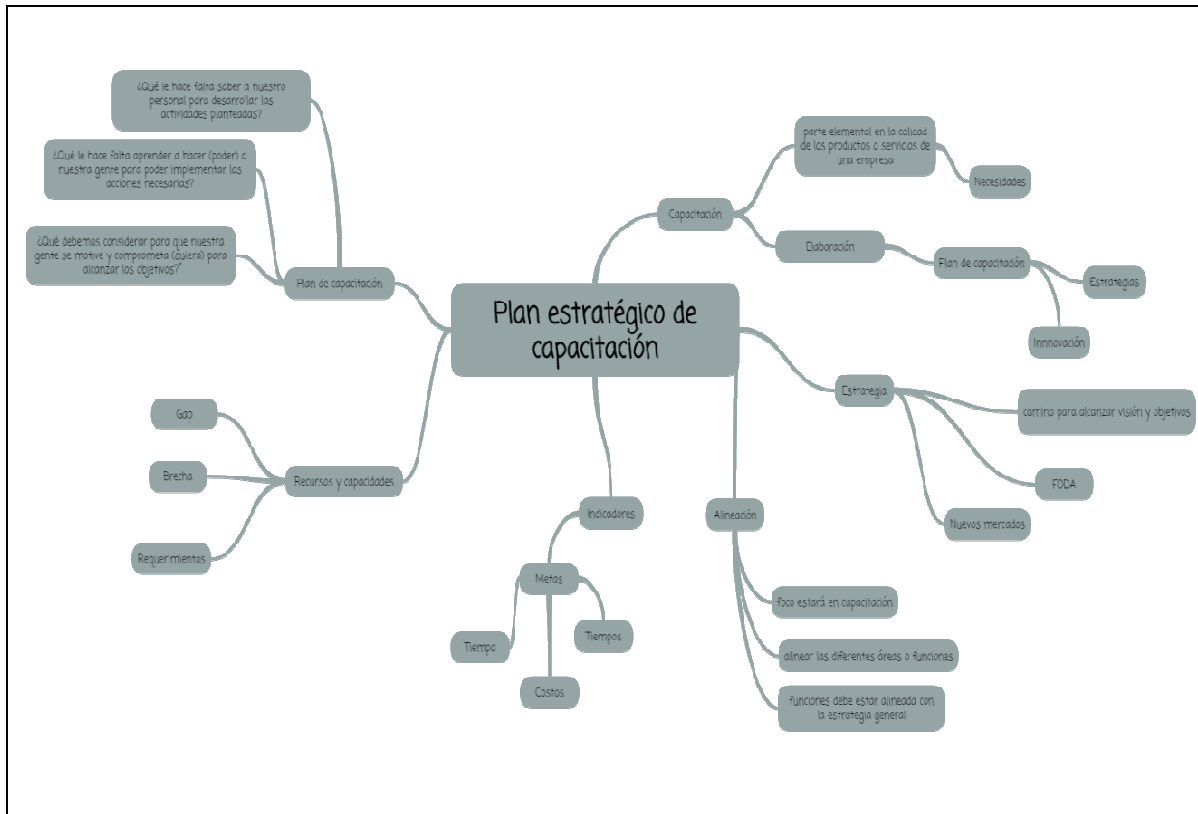 ¿Qué le hace falta saber a nuestro
personal para desarrollar las
actividades planteadas?
¿Qué le hace falta aprender a hacer (poder) a
nuestra gente para poder implementar las
acciones necesarias?
¿Qué debemos considerar para que nuestra
gente se motive y comprometa (quiera) para
alcanzar los objetivos?"
Plan de capacitación
Gap
Brecha
Requerimientos
Recursos y capacidades
Plan estratégico de
capacitación
Capacitación
parte elemental en la calidad
de los productos o servicios de
una empresa
Necesidades
Elaboración
Plan de capacitación
Estrategias
Innnovación
Estrategia
camino para alcanzar visión y objetivos
FODA
Nuevos mercados
Indicadores
Metas
Tiempo
Costos
Tiempos
Alineación
foco estará en capacitación
alinear las diferentes áreas o funciones
funciones debe estar alineada con
la estrategia general